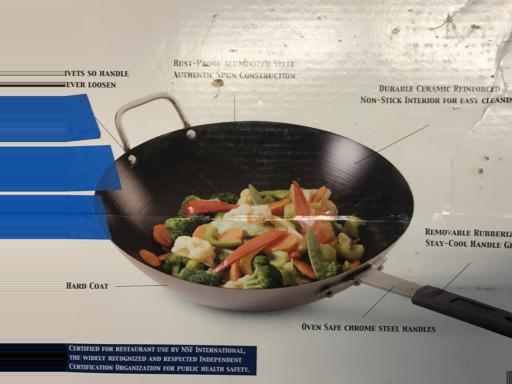 IVETS SO HANDLE
EVER LOOSEN
RUST-PROOF ALUMINIZED STEEL
AUTHENTIC SPUN CONSTRUCTION
DURABLE CERAMIC REINFORCED
NON-STICK INTERIOR FOR EASY CLEANIN
REMOVABLE RUBBERIZ
STAY-COOL HANDLE G
HARD COAT
OVEN SAFE CHROME STEEL HANDLES
CERTIFIED FOR RESTAURANT USE BY NSF INTERNATIONAL,
THE WIDELY RECOGNIZED AND RESPECTED INDEPENDENT
CERTIFICATION ORGANIZATION FOR PUBLIC HEALTH SAFETY.